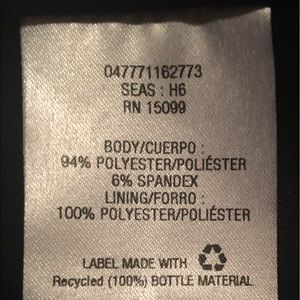 047771162773
SEAS : H6
RN 15099
BODY/CUERPO :
94% POLYESTER/POLIÉSTER
6% SPANDEX
LINING/FORRO :
100% POLYESTER/POLIÉSTER
LABEL MADE WITH
Recycled (100%) BOTTLE MATERIAL